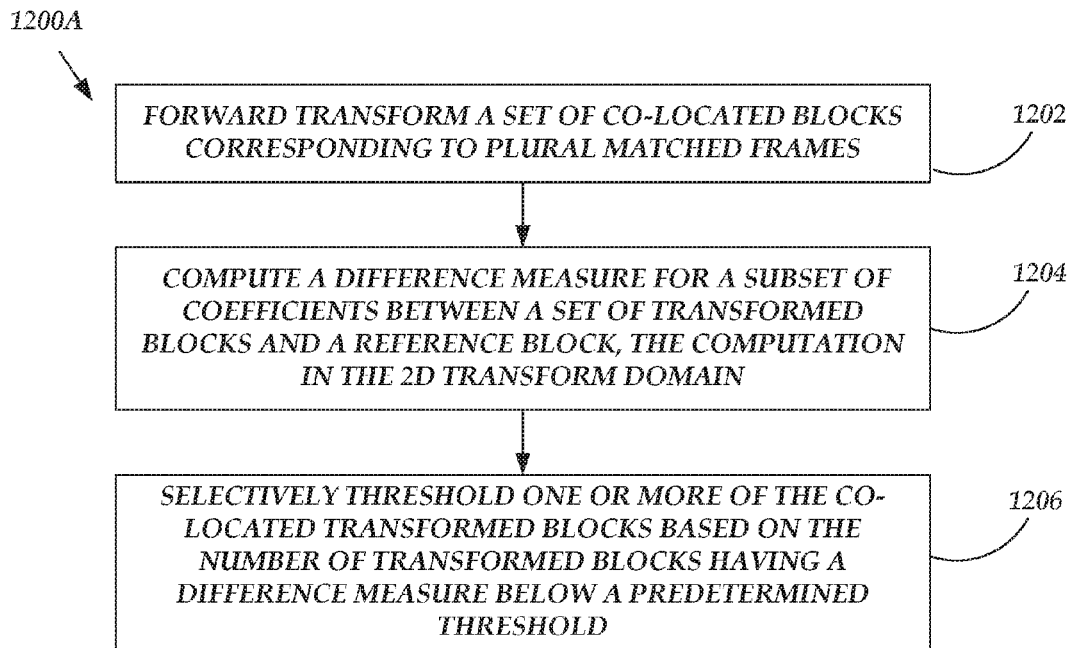 1200A
FORWARD TRANSFORM A SET OF CO-LOCATED BLOCKS
CORRESPONDING TO PLURAL MATCHED FRAMES
1202
COMPUTE A DIFFERENCE MEASURE FOR A SUBSET OF
COEFFICIENTS BETWEEN A SET OF TRANSFORMED
BLOCKS AND A REFERENCE BLOCK, THE COMPUTATION
IN THE 2D TRANSFORM DOMAIN
1204
SELECTIVELY THRESHOLD ONE OR MORE OF THE CO-
LOCATED TRANSFORMED BLOCKS BASED ON THE
NUMBER OF TRANSFORMED BLOCKS HAVING A
DIFFERENCE MEASURE BELOW A PREDETERMINED
THRESHOLD
1206